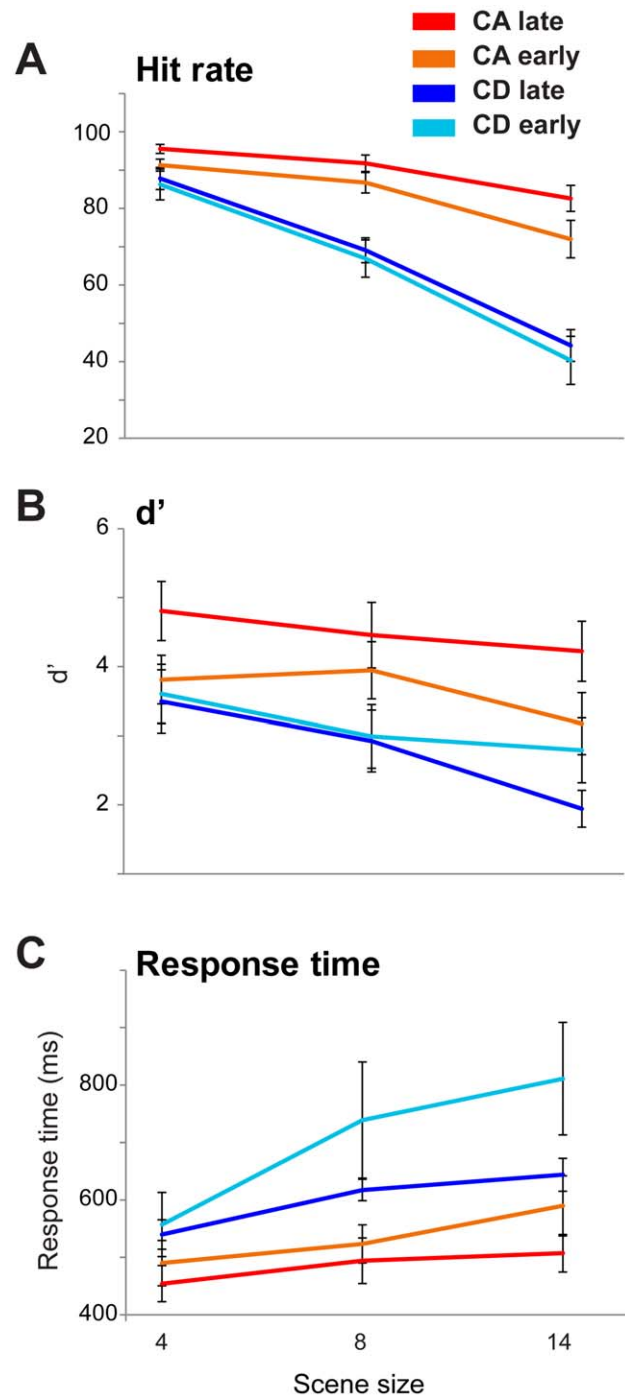 CA late
CA early
CD late
CD early
A
Hit rate
100
80
60
40
20
B
d’
6
4
2
d’
C
Response time
800
600
400
Response time (ms)
4 8 14
Scene size